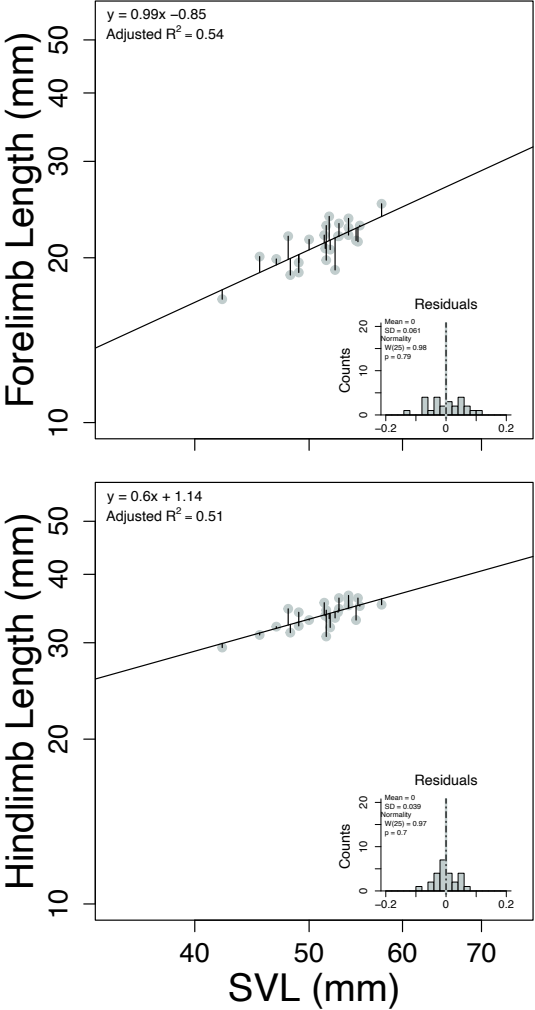 y = 0.99x −0.85
Adjusted R² = 0.54
Forelimb Length (mm)
50
40
30
20
10
Residuals
Mean = 0
SD = 0.061
Normality
W(25) = 0.98
p = 0.79
Counts
20
10
0
−0.2
0
0.2
y = 0.6x + 1.14
Adjusted R² = 0.51
Hindlimb Length (mm)
50
40
30
20
10
Residuals
Mean = 0
SD = 0.039
Normality
W(25) = 0.97
p = 0.7
Counts
20
10
0
−0.2
0
0.2
40
50
60
70
SVL (mm)